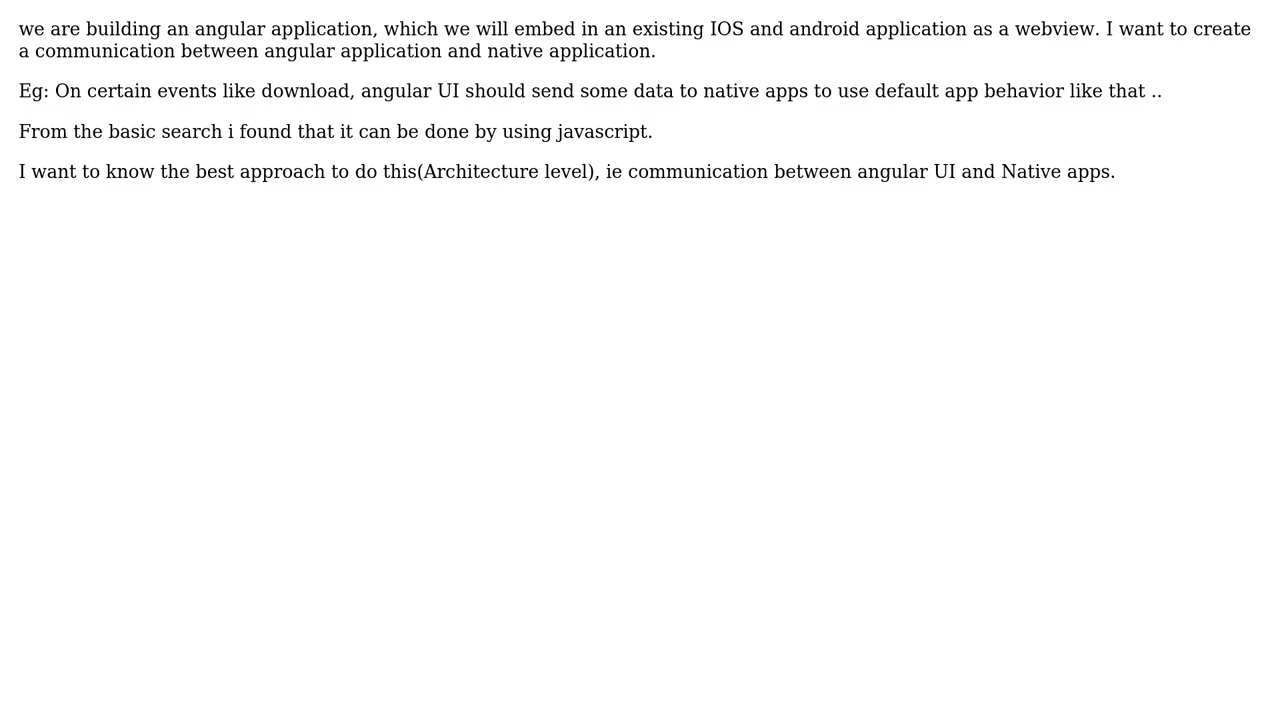 we are building an angular application, which we will embed in an existing IOS and android application as a webview. I want to create
a communication between angular application and native application.
Eg: On certain events like download, angular UI should send some data to native apps to use default app behavior like that ..
From the basic search i found that it can be done by using javascript.
I want to know the best approach to do this(Architecture level), ie communication between angular UI and Native apps.